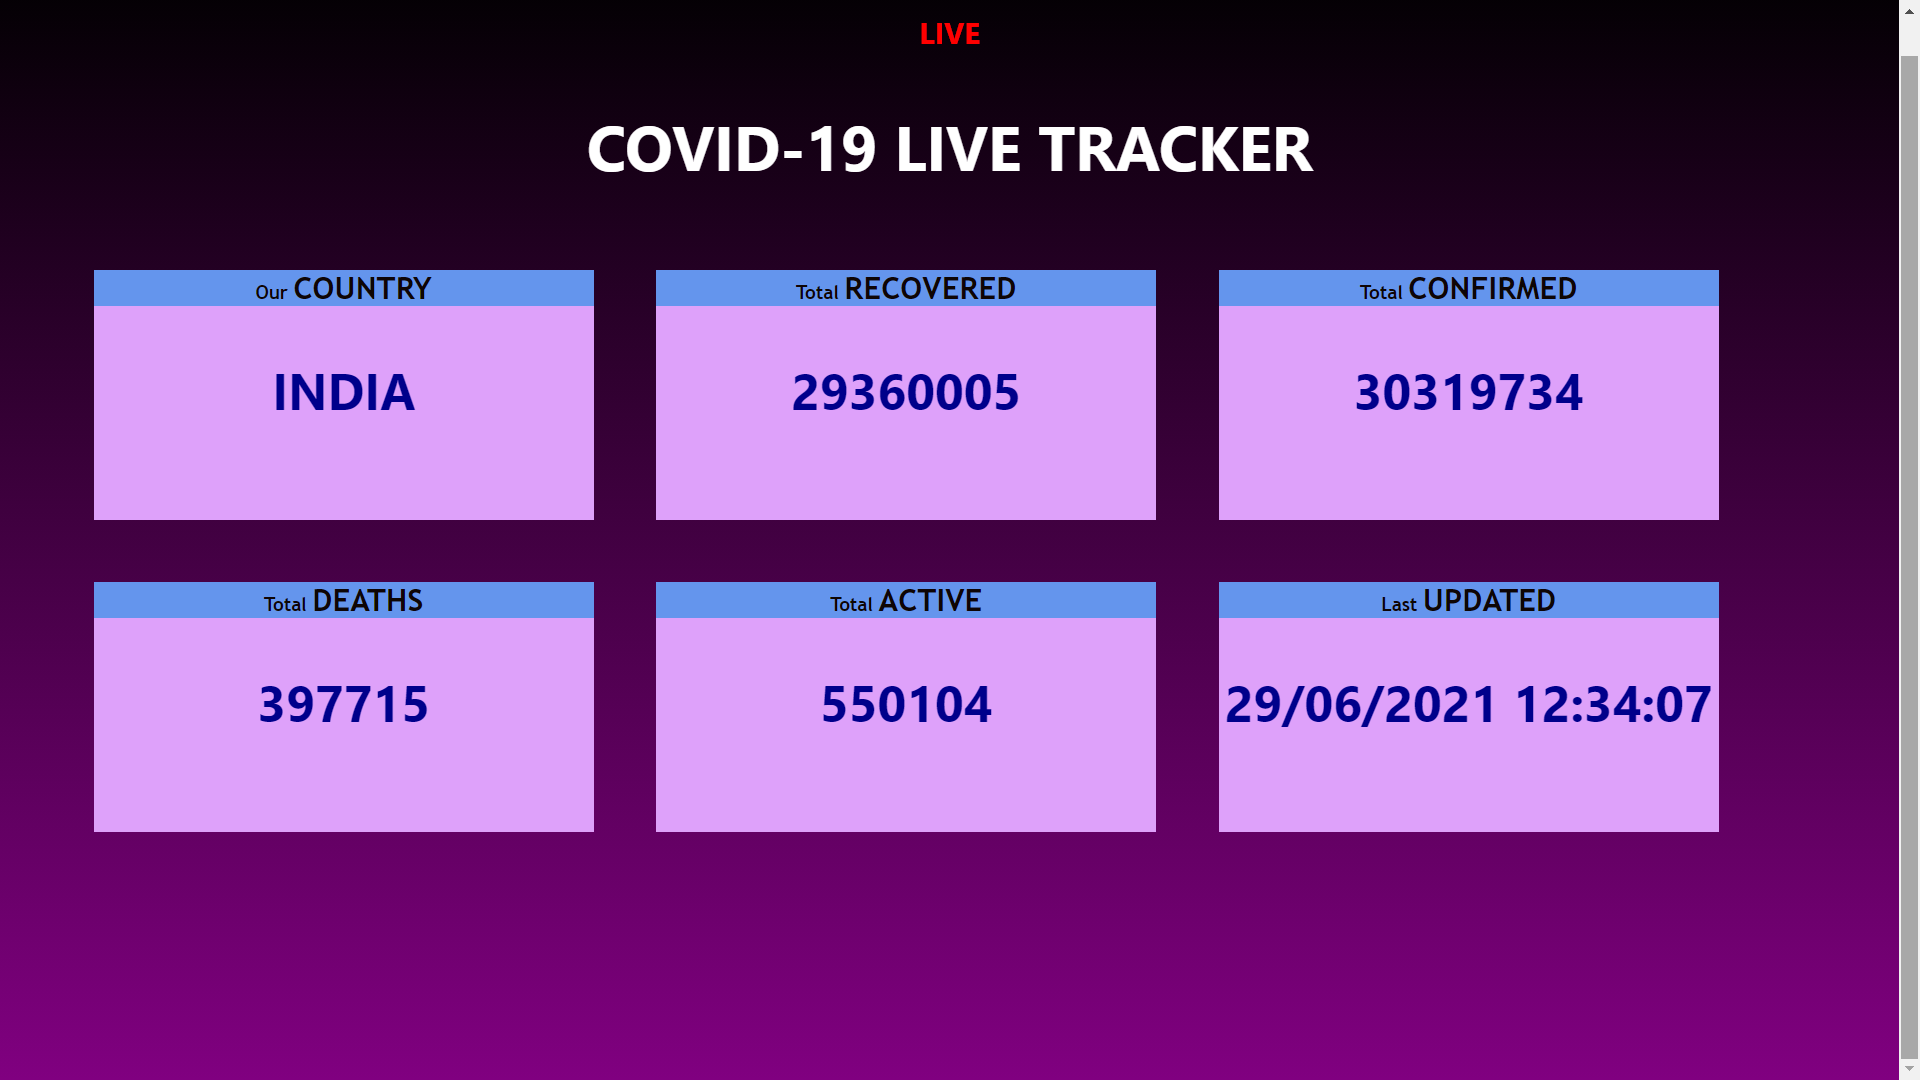 LIVE
COVID-19 LIVE TRACKER
Our COUNTRY
INDIA
Total RECOVERED
29360005
Total CONFIRMED
30319734
Total DEATHS
397715
Total ACTIVE
550104
Last UPDATED
29/06/2021 12:34:07